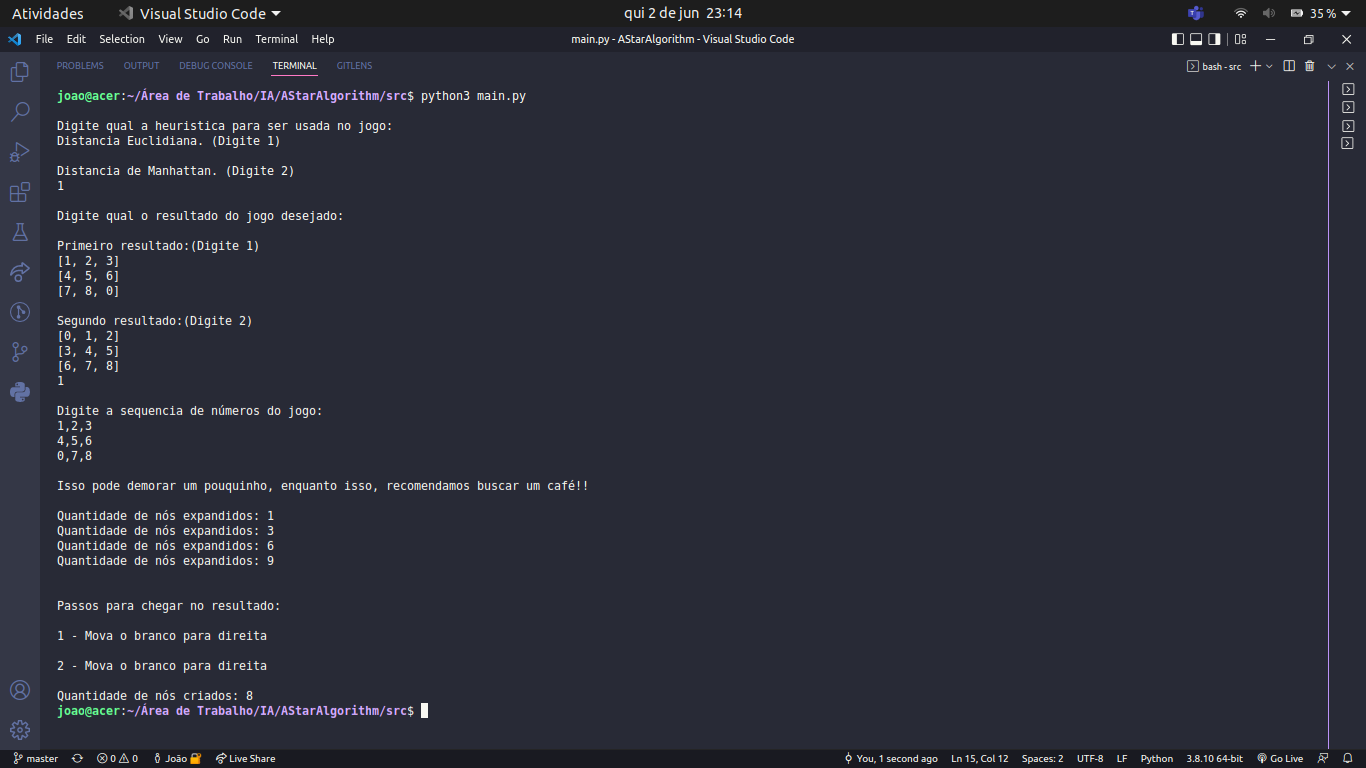 Atividades
Visual Studio Code
qui 2 de jun 23:14
35 %
File Edit Selection View Go Run Terminal Help
main.py - AStarAlgorithm - Visual Studio Code
PROBLEMS OUTPUT DEBUG CONSOLE TERMINAL GITLENS
bash - src
joao@acer:~/Área de Trabalho/IA/AStarAlgorithm/src$ python3 main.py
Digite qual a heuristica para ser usada no jogo:
Distancia Euclidiana. (Digite 1)
Distancia de Manhattan. (Digite 2)
1
Digite qual o resultado do jogo desejado:
Primeiro resultado:(Digite 1)
[1, 2, 3]
[4, 5, 6]
[7, 8, 0]
Segundo resultado:(Digite 2)
[0, 1, 2]
[3, 4, 5]
[6, 7, 8]
1
Digite a sequencia de números do jogo:
1,2,3
4,5,6
0,7,8
Isso pode demorar um pouquinho, enquanto isso, recomendamos buscar um café!!
Quantidade de nós expandidos: 1
Quantidade de nós expandidos: 3
Quantidade de nós expandidos: 6
Quantidade de nós expandidos: 9
Passos para chegar no resultado:
1 - Mova o branco para direita
2 - Mova o branco para direita
Quantidade de nós criados: 8
joao@acer:~/Área de Trabalho/IA/AStarAlgorithm/src$
master 0 0 João Live Share You, 1 second ago Ln 15, Col 12 Spaces: 2 UTF-8 LF Python 3.8.10 64-bit Go Live